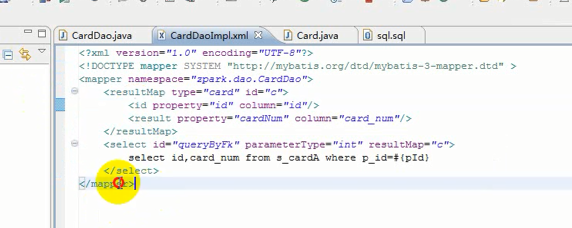 CardDao.java CardDaoImpl.xml Card.java sql.sql
<?xml version="1.0" encoding="UTF-8"?>
<!DOCTYPE mapper SYSTEM "http://mybatis.org/dtd/mybatis-3-mapper.dtd" >
<mapper namespace="zpark.dao.CardDao">
<resultMap type="card" id="c">
<id property="id" column="id"/>
<result property="cardNum" column="card_num"/>
</resultMap>
<select id="queryByFk" parameterType="int" resultMap="c">
select id,card_num from s_cardA where p_id=#{pId}
</select>
</mapper>